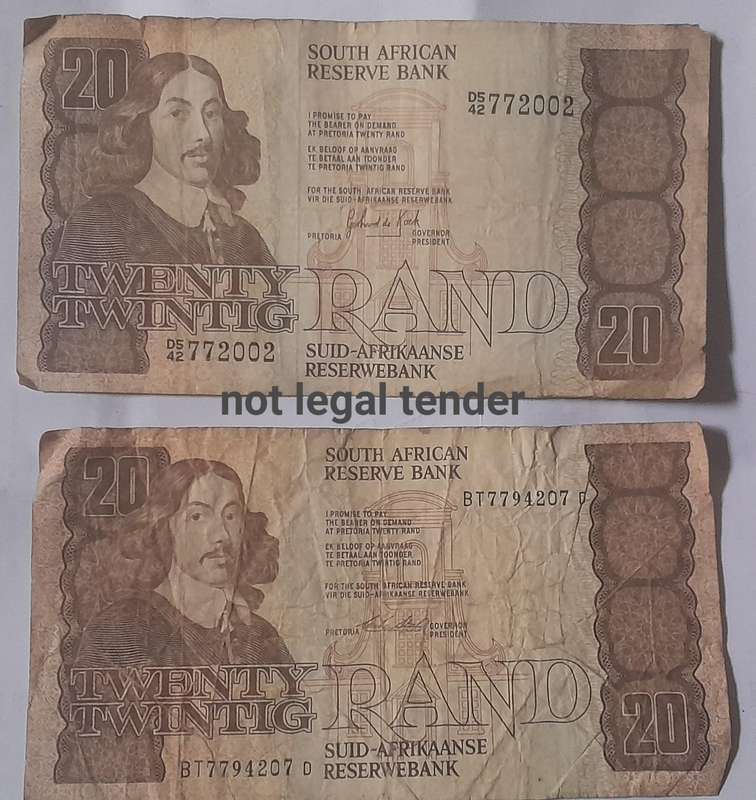 20
SOUTH AFRICAN
RESERVE BANK
D5
42 772002
I PROMISE TO PAY
THE BEARER ON DEMAND
AT PRETORIA TWENTY RAND
EK BELOOF OP AANVRAAG
TE BETAAL AAN TOONDER
TE PRETORIA TWINTIG RAND
FOR THE SOUTH AFRICAN RESERVE BANK
VIR DIE SUID-AFRIKAANSE RESERWEBANK
PRETORIA
GOVERNOR
PRESIDENT
TWENTY
TWINTIG
RAND
20
D5
42 772002
SUID-AFRIKAANSE
RESERWEBANK
not legal tender
20
SOUTH AFRICAN
RESERVE BANK
BT7794207 D
I PROMISE TO PAY
THE BEARER ON DEMAND
AT PRETORIA TWENTY RAND
EK BELOOF OP AANVRAAG
TE BETAAL AAN TOONDER
TE PRETORIA TWINTIG RAND
FOR THE SOUTH AFRICAN RESERVE BANK
VIR DIE SUID-AFRIKAANSE RESERWEBANK
PRETORIA
GOVERNOR
PRESIDENT
TWENTY
TWINTIG
RAND
20
BT7794207 D
SUID-AFRIKAANSE
RESERWEBANK